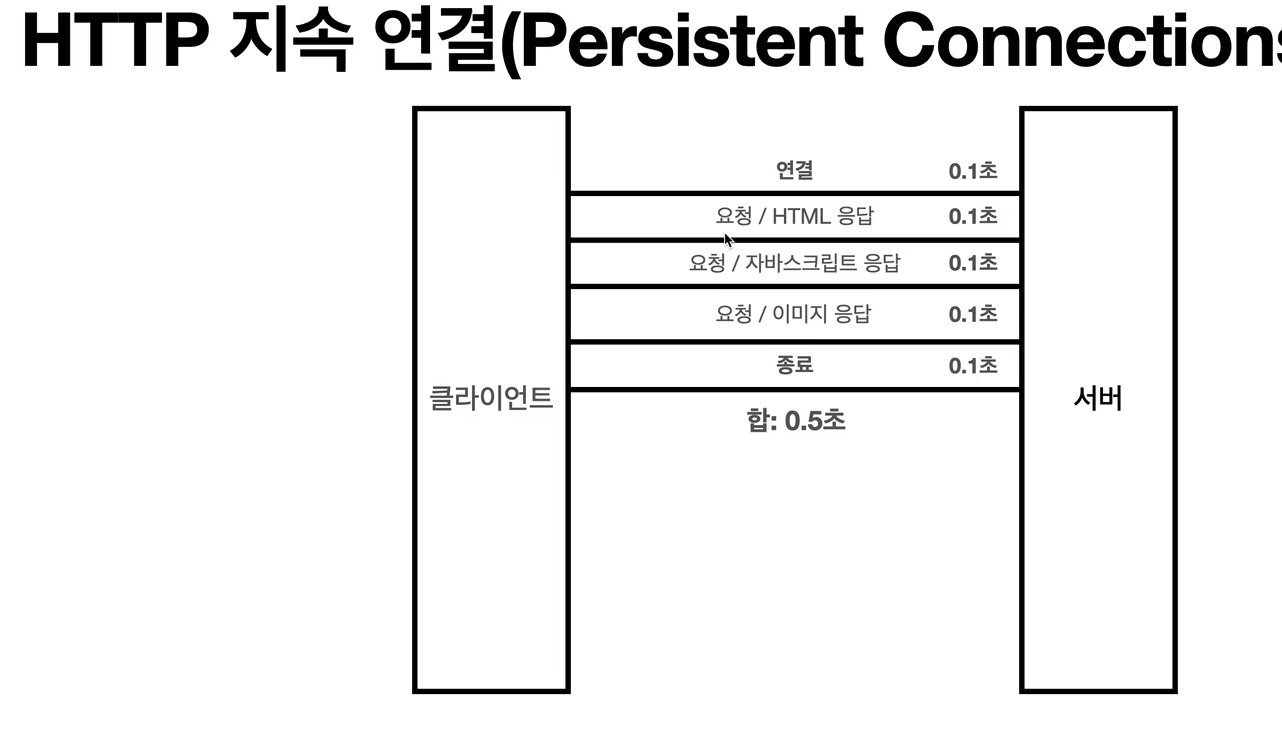 HTTP 지속 연결(Persistent Connections
연결 0.1초
요청 / HTML 응답 0.1초
요청 / 자바스크립트 응답 0.1초
요청 / 이미지 응답 0.1초
종료 0.1초
클라이언트
서버
합: 0.5초